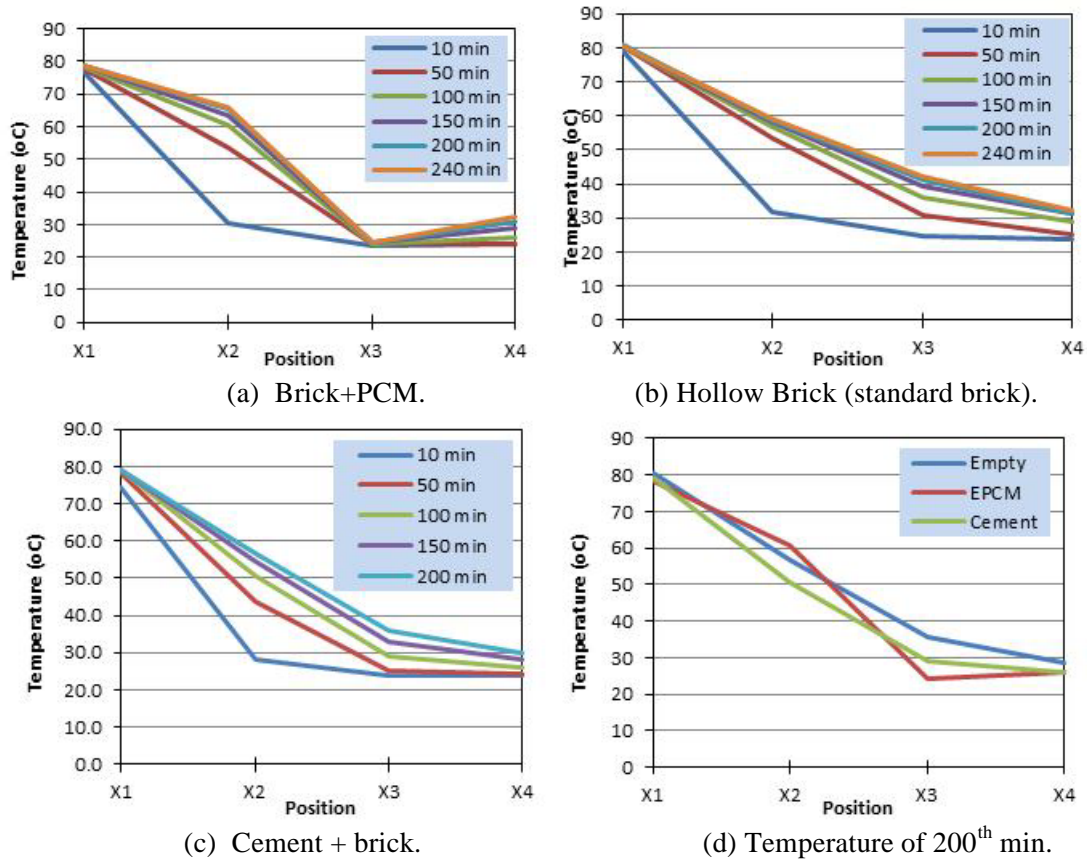 90
80
70
60
50
40
30
20
10
0
Temperature (oC)
10 min
50 min
100 min
150 min
200 min
240 min
X1
X2
X3
X4
Position
(a) Brick+PCM.
90
80
70
60
50
40
30
20
10
0
Temperature (oC)
10 min
50 min
100 min
150 min
200 min
240 min
X1
X2
X3
X4
Position
(b) Hollow Brick (standard brick).
90.0
80.0
70.0
60.0
50.0
40.0
30.0
20.0
10.0
0.0
Temperature (oC)
10 min
50 min
100 min
150 min
200 min
X1
X2
X3
X4
Position
(c) Cement + brick.
90
80
70
60
50
40
30
20
10
0
Temperature (oC)
Empty
EPCM
Cement
X1
X2
X3
X4
Position
(d) Temperature of 200th min.